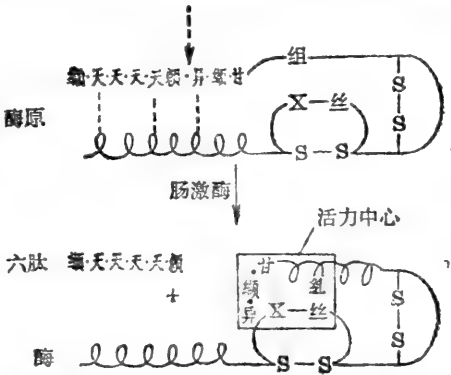 缬·天·天·天·天赖·异·缬·甘 组
S
X—丝
S
酶原
S—S
肠激酶
活力中心
六肽 缬·天·天·天·天赖
甘
缬 组 S
+
异 X—丝
S
酶 S—S